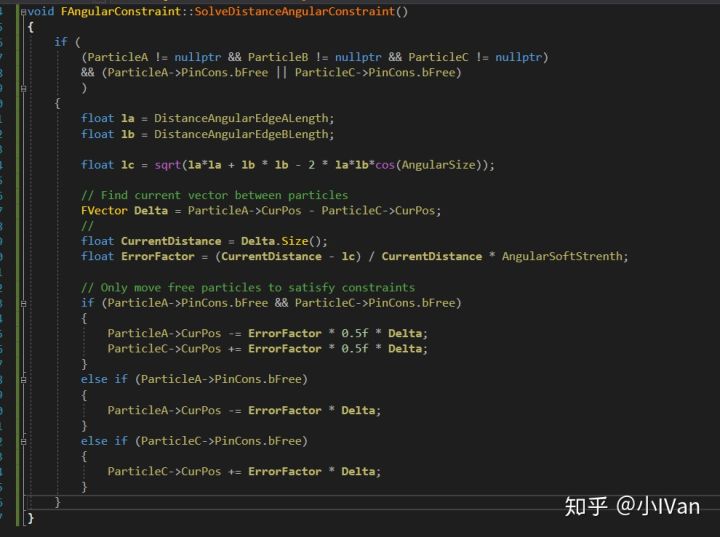 void FAngularConstraint::SolveDistanceAngularConstraint()
{
if (
(ParticleA != nullptr && ParticleB != nullptr && ParticleC != nullptr)
&& (ParticleA->PinCons.bFree || ParticleC->PinCons.bFree)
)
{
float la = DistanceAngularEdgeALength;
float lb = DistanceAngularEdgeBLength;
float lc = sqrt(la*la + lb * lb - 2 * la*lb*cos(AngularSize));
// Find current vector between particles
FVector Delta = ParticleA->CurPos - ParticleC->CurPos;
//
float CurrentDistance = Delta.Size();
float ErrorFactor = (CurrentDistance - lc) / CurrentDistance * AngularSoftStrenth;
// Only move free particles to satisfy constraints
if (ParticleA->PinCons.bFree && ParticleC->PinCons.bFree)
{
ParticleA->CurPos -= ErrorFactor * 0.5f * Delta;
ParticleC->CurPos += ErrorFactor * 0.5f * Delta;
}
else if (ParticleA->PinCons.bFree)
{
ParticleA->CurPos -= ErrorFactor * Delta;
}
else if (ParticleC->PinCons.bFree)
{
ParticleC->CurPos += ErrorFactor * Delta;
}
}
}
知乎 @小IVan